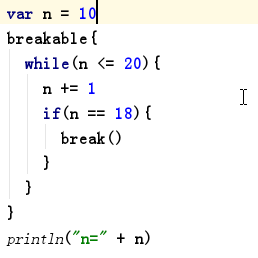 var n = 10
breakable{
  while(n <= 20){
    n += 1
    if(n == 18){
      break()
    }
  }
}
println("n=" + n)